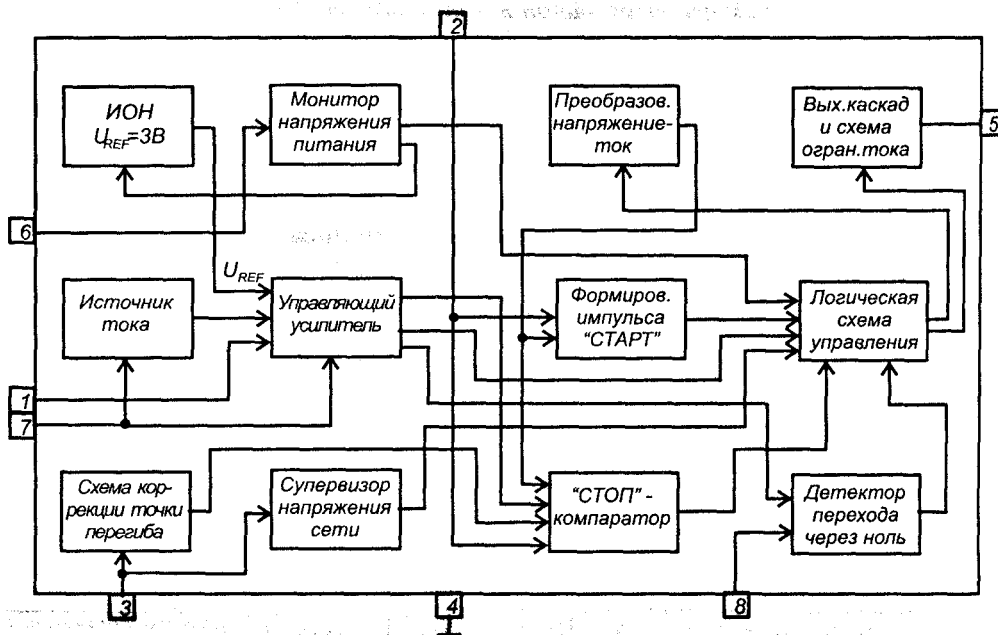 2
ИОН
U_REF=3В
Монитор
напряжения
питания
Преобразов.
напряжение-
ток
Вых.каскад
и схема
огран.тока
5
6
U_REF
Источник
тока
Управляющий
усилитель
Формиров.
импульса
"СТАРТ"
Логическая
схема
управления
1
7
Схема кор-
рекции точки
перегиба
Супервизор
напряжения
сети
"СТОП" -
компаратор
Детектор
перехода
через ноль
3
4
8